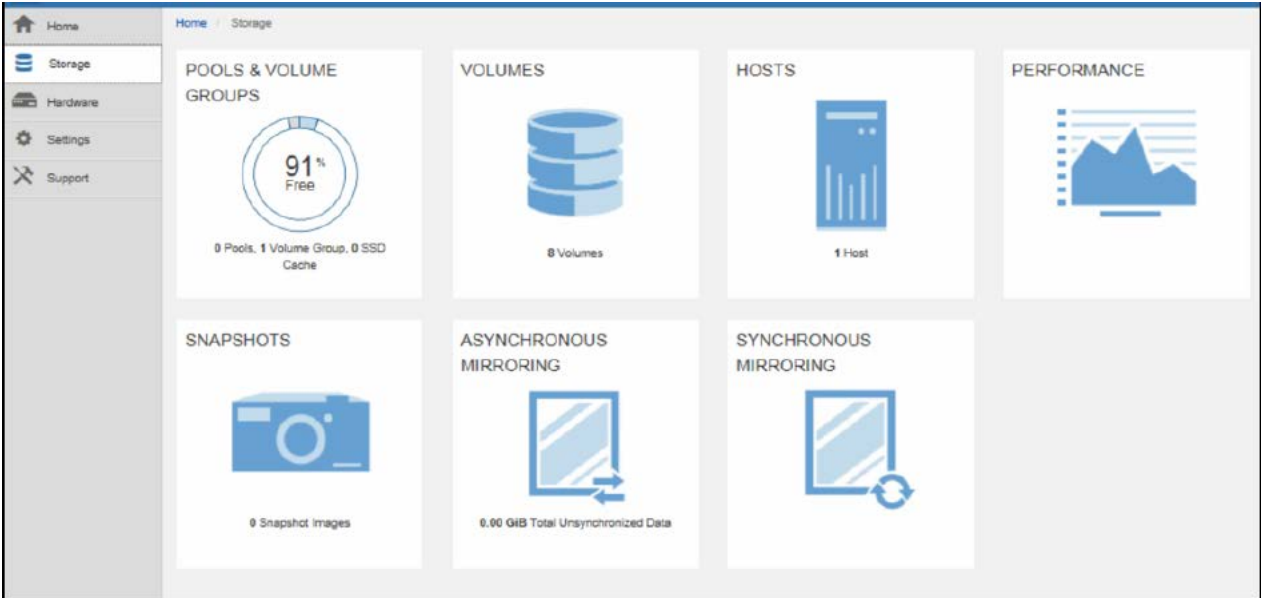 Home
Storage
Hardware
Settings
Support
Home / Storage
POOLS & VOLUME
GROUPS
91%
Free
0 Pools, 1 Volume Group, 0 SSD
Cache
VOLUMES
8 Volumes
HOSTS
1 Host
PERFORMANCE
SNAPSHOTS
0 Snapshot Images
ASYNCHRONOUS
MIRRORING
0.00 GiB Total Unsynchronized Data
SYNCHRONOUS
MIRRORING